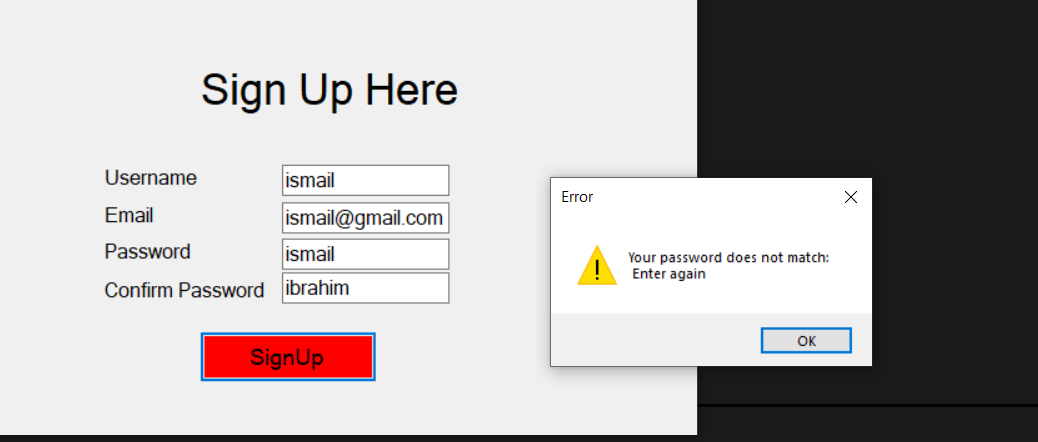 Sign Up Here
Username
ismail
Email
ismail@gmail.com
Password
ismail
Confirm Password
ibrahim
SignUp
Error
Your password does not match:
Enter again
OK